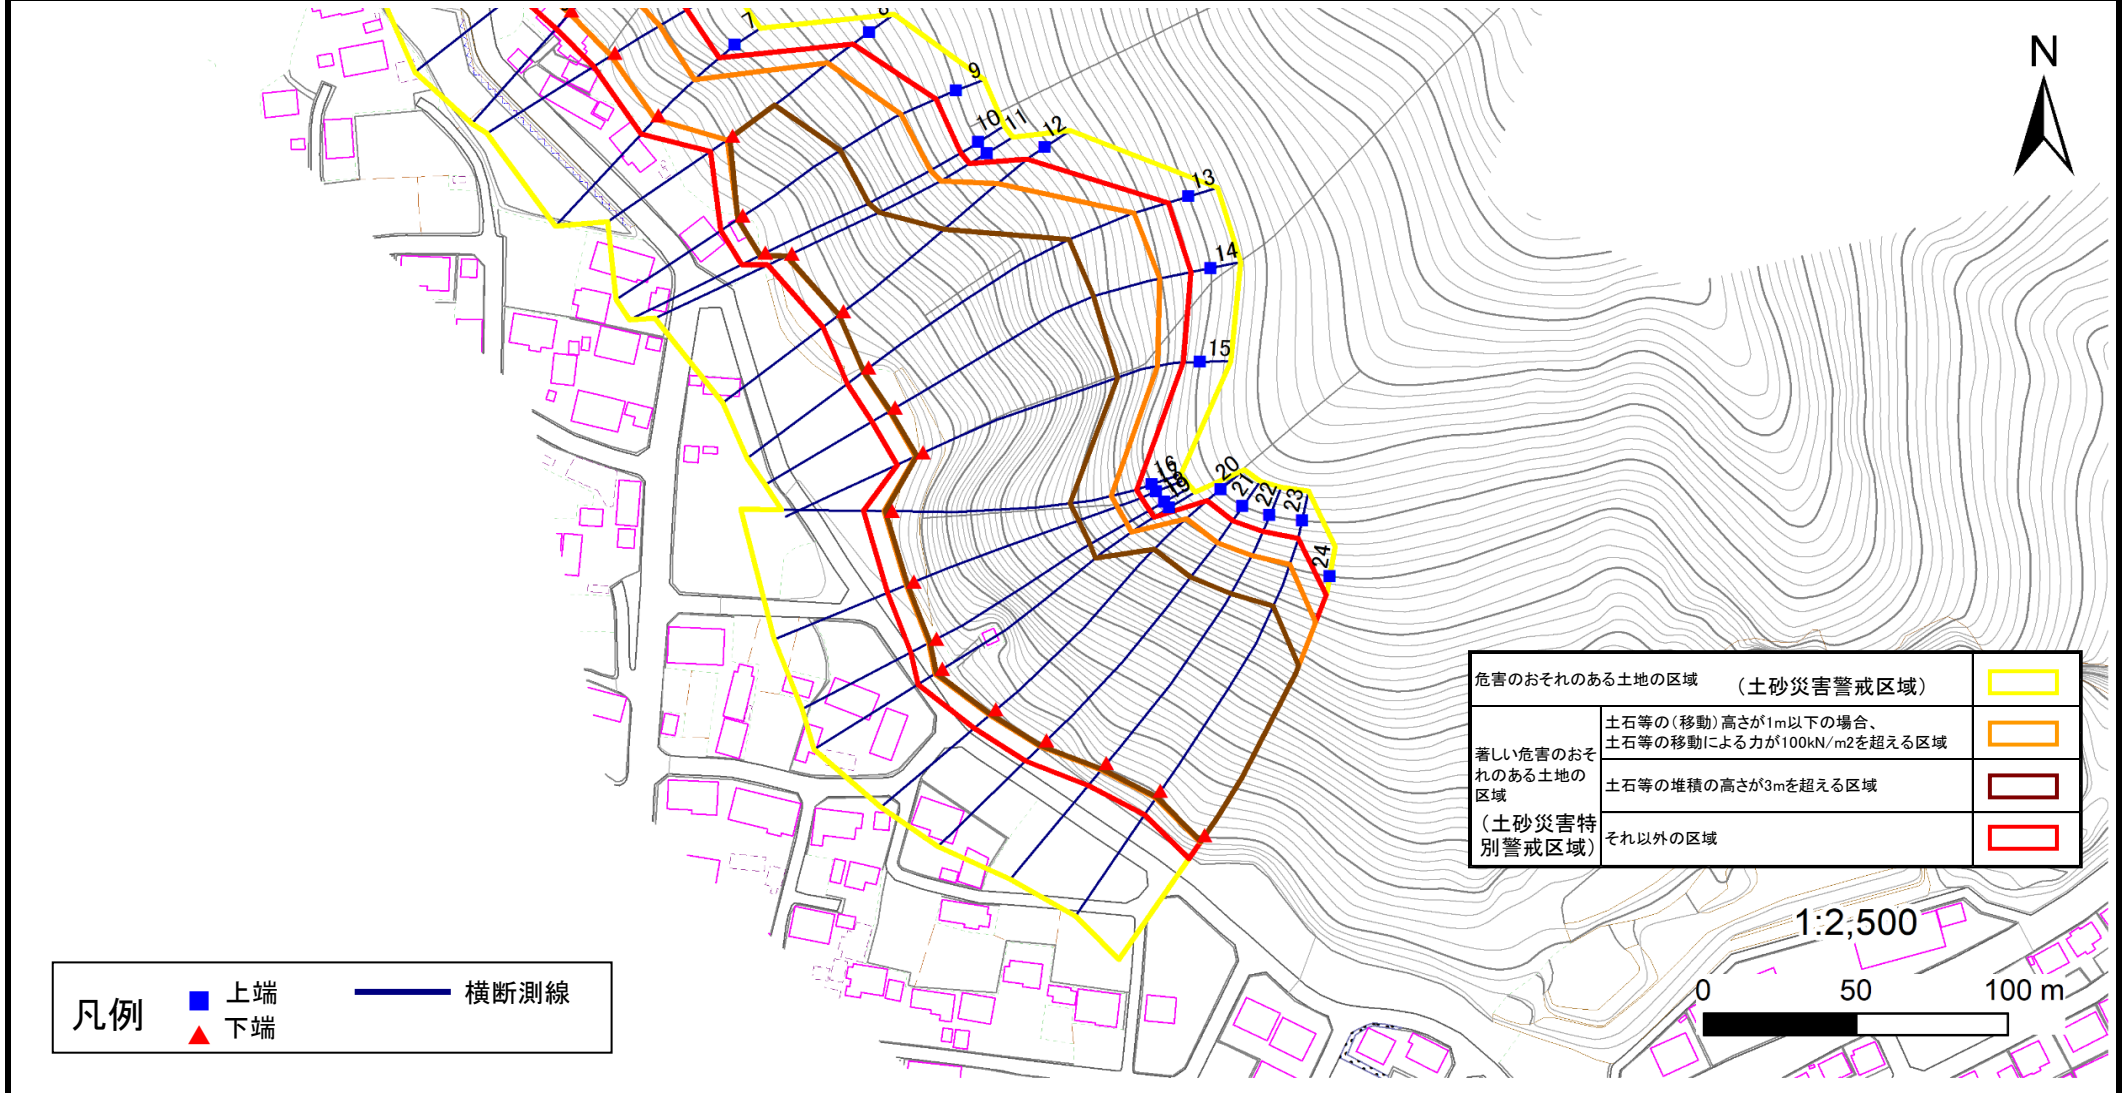 7
8
9
10
11
12
13
14
15
16
18
19
20
21
22
23
24
N
危害のおそれのある土地の区域 (土砂災害警戒区域)
著しい危害のおそ
れのある土地の
区域
(土砂災害特
別警戒区域)
土石等の(移動)高さが1m以下の場合、
土石等の移動による力が100kN/m2を超える区域
土石等の堆積の高さが3mを超える区域
それ以外の区域
1:2,500
0 50 100 m
凡例
上端
下端
横断測線